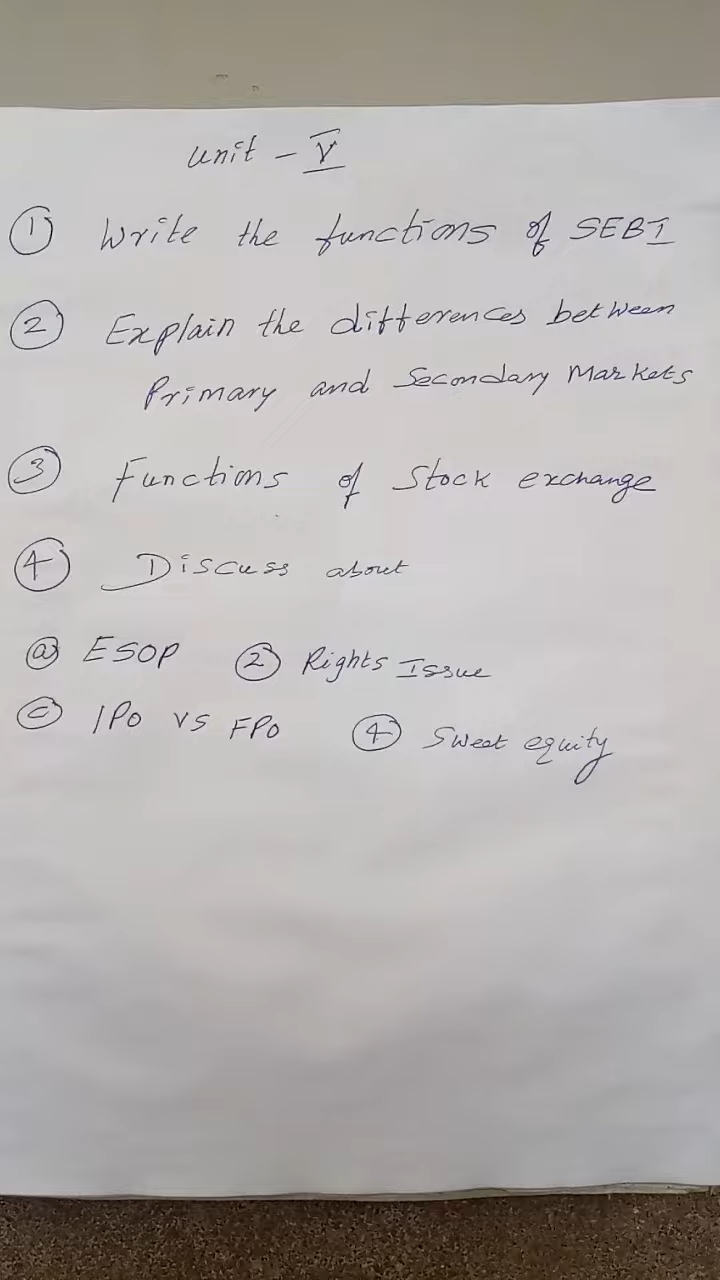 Unit - V
① Write the functions of SEBI
② Explain the differences between
Primary and Secondary Markets
③ Functions of Stock exchange
④ Discuss about
ⓐ ESOP ② Rights Issue
ⓒ IPO VS FPO ④ Sweat equity